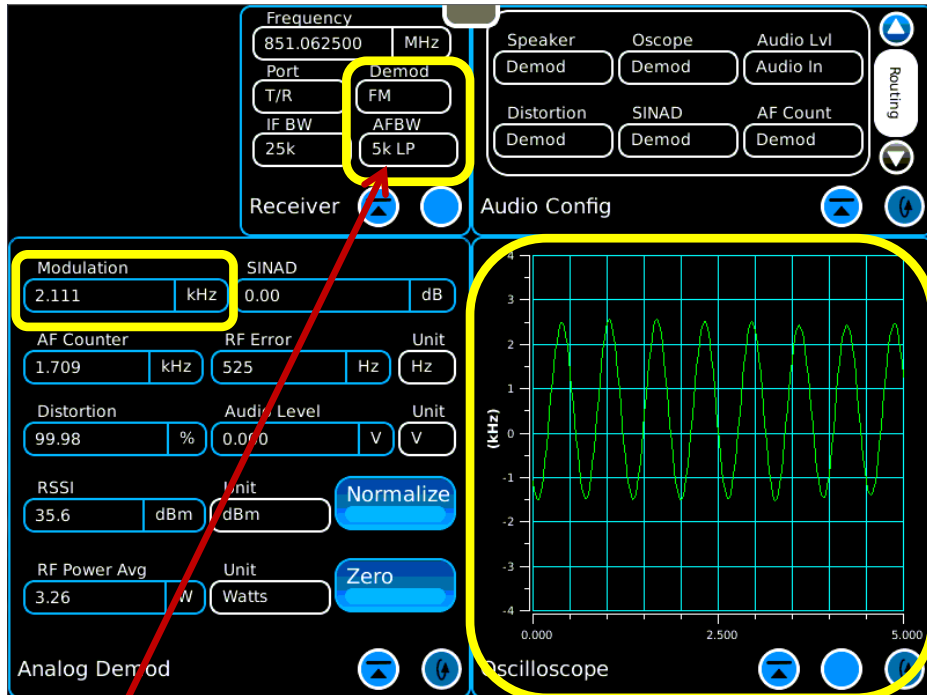 Frequency
851.062500 MHz
Port Demod
T/R FM
IF BW AFBW
25k 5k LP
Receiver
Speaker Oscope Audio Lvl
Demod Demod Audio In
Distortion SINAD AF Count
Demod Demod Demod
Routing
Audio Config
Modulation SINAD
2.111 kHz 0.00 dB
AF Counter RF Error Unit
1.709 kHz 525 Hz Hz
Distortion Audio Level Unit
99.98 % 0.000 V V
RSSI Unit
35.6 dBm dBm
Normalize
RF Power Avg Unit
3.26 W Watts
Zero
Analog Demod
4
3
2
1
0
-1
-2
-3
-4
(kHz)
0.000 2.500 5.000
Oscilloscope